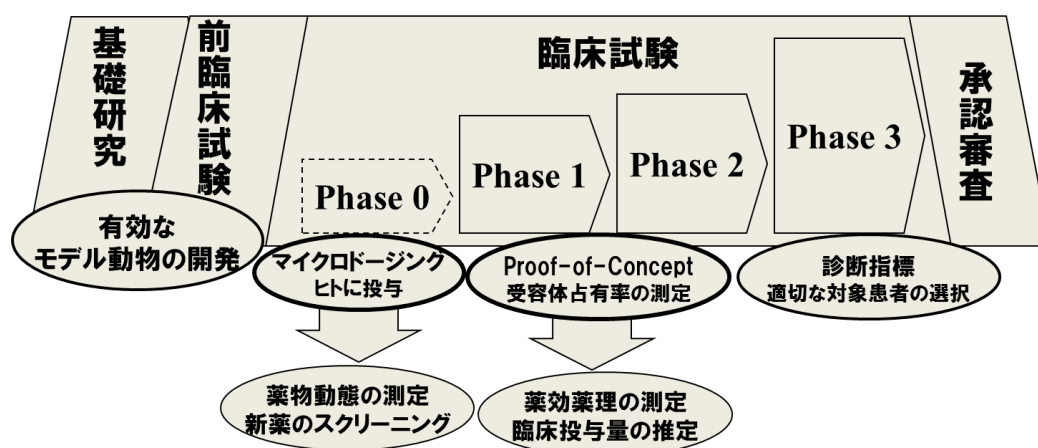 基礎研究
前臨床試験
臨床試験
承認審査
Phase 0
Phase 1
Phase 2
Phase 3
有効な
モデル動物の開発
マイクロドージング
ヒトに投与
Proof-of-Concept
受容体占有率の測定
診断指標
適切な対象患者の選択
薬物動態の測定
新薬のスクリーニング
薬効薬理の測定
臨床投与量の推定